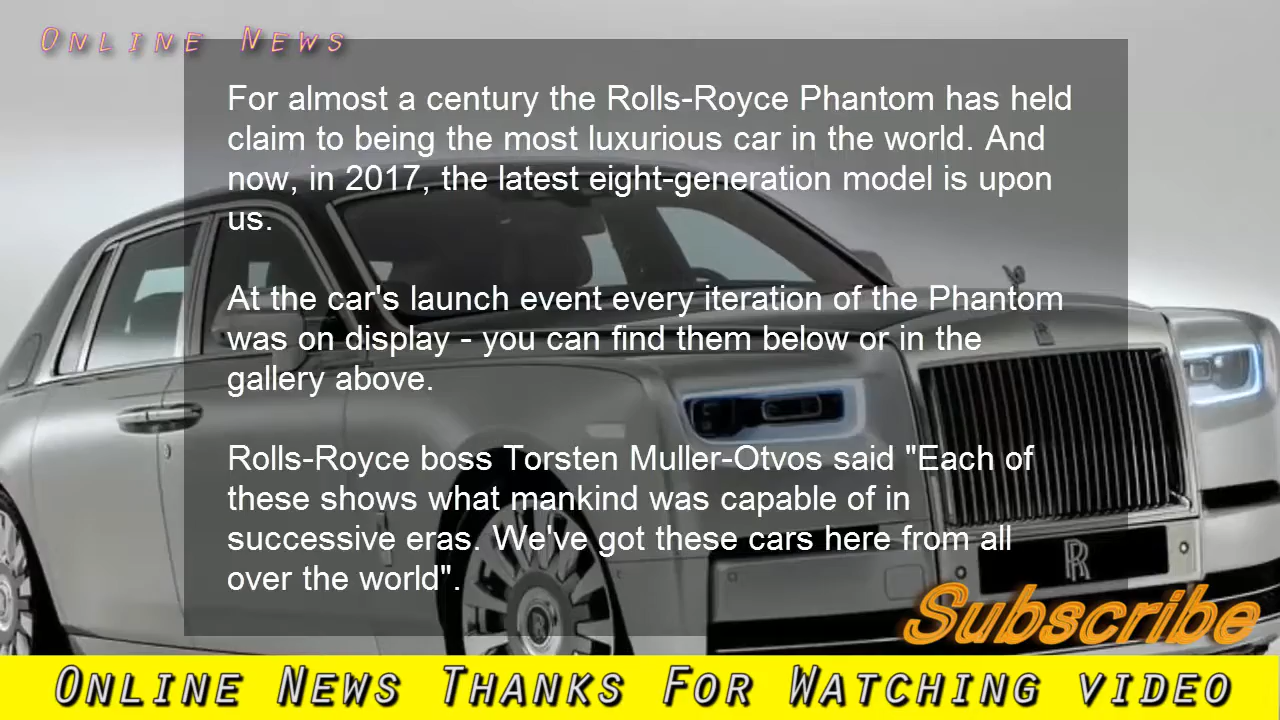 Online News
For almost a century the Rolls-Royce Phantom has held
claim to being the most luxurious car in the world. And
now, in 2017, the latest eight-generation model is upon
us.
At the car's launch event every iteration of the Phantom
was on display - you can find them below or in the
gallery above.
Rolls-Royce boss Torsten Muller-Otvos said "Each of
these shows what mankind was capable of in
successive eras. We've got these cars here from all
over the world".
RR
Subscribe
Online News Thanks For Watching video